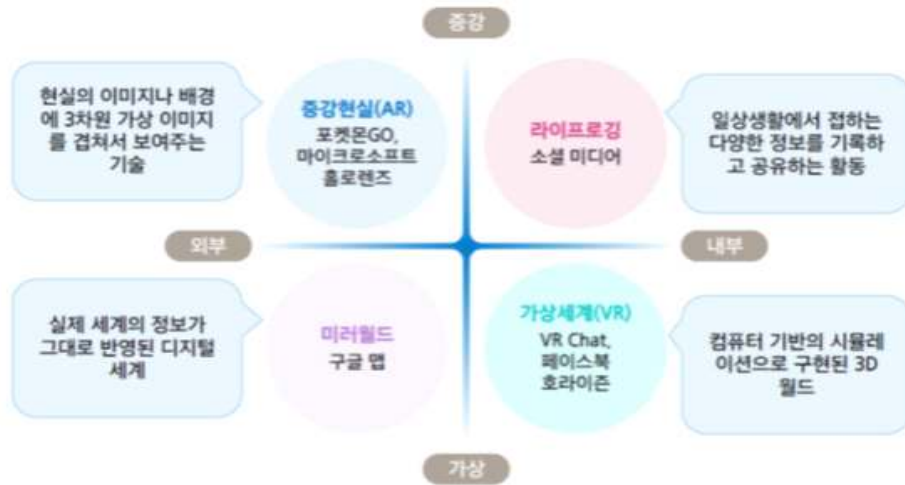 증강
현실의 이미지나 배경
에 3차원 가상 이미지
를 겹쳐서 보여주는
기술
증강현실(AR)
포켓몬GO,
마이크로소프트
홀로렌즈
라이프로깅
소셜 미디어
일상생활에서 접하는
다양한 정보를 기록하
고 공유하는 활동
외부
내부
실제 세계의 정보가
그대로 반영된 디지털
세계
미러월드
구글 맵
가상세계(VR)
VR Chat,
페이스북
호라이즌
컴퓨터 기반의 시뮬레
이션으로 구현된 3D
월드
가상